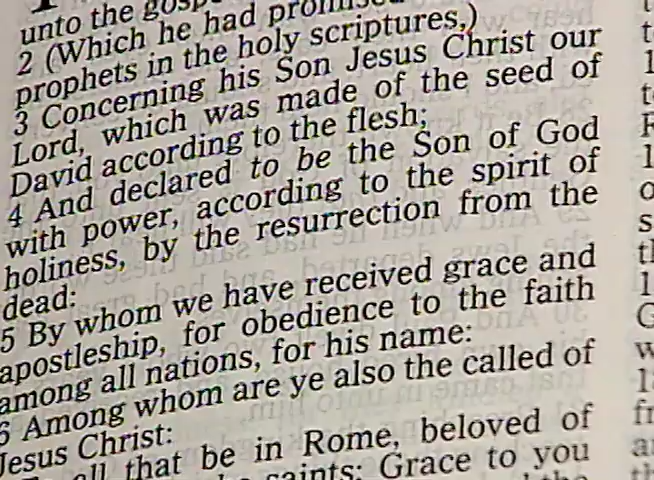 unto the
2 (Which he had
prophets in the holy scriptures,)
3 Concerning his Son Jesus Christ our
Lord, which was made of the seed of
David according to the flesh;
4 And declared to be the Son of God
with power, according to the spirit of
holiness, by the resurrection from the
dead:
5 By whom we have received grace and
apostleship, for obedience to the faith
among all nations, for his name:
6 Among whom are ye also the called of
Jesus Christ:
all that be in Rome, beloved of
saints: Grace to you